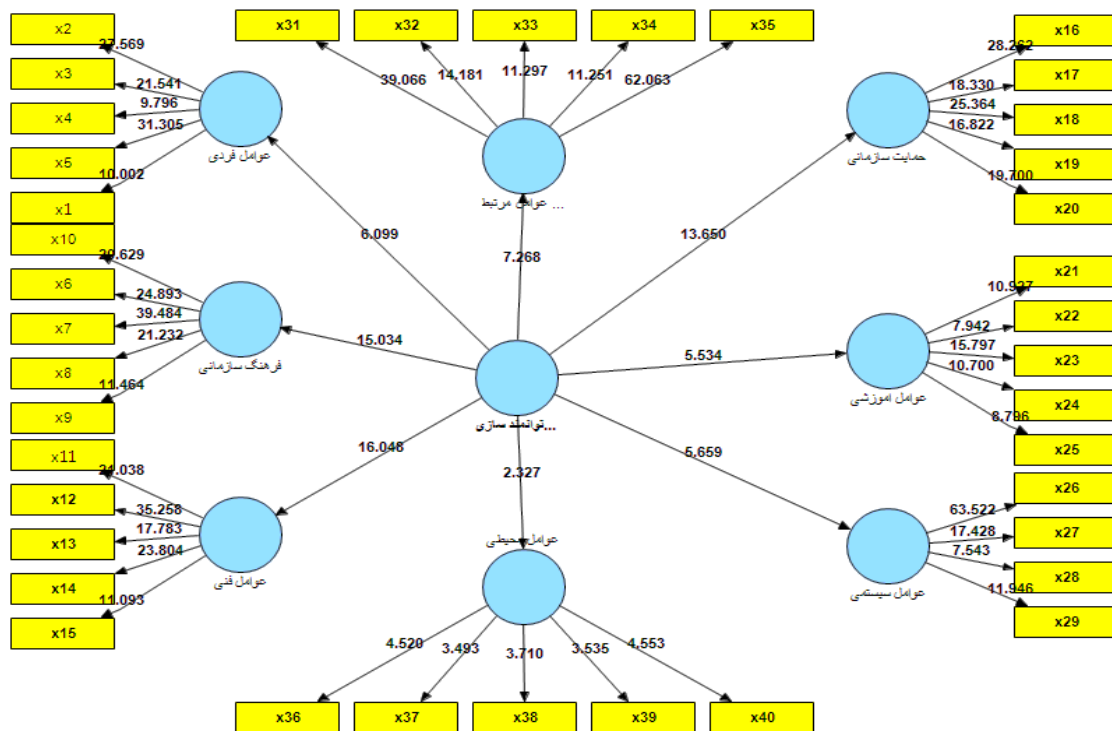 x31
x32
x33
x34
x35
39.066
14.181
11.297
11.251
62.063
عوامل مرتبط ...
x2
x3
x4
x5
x1
27.569
21.541
9.796
31.305
10.002
عوامل فردی
x16
x17
x18
x19
x20
28.262
18.330
25.364
16.822
19.700
حمایت سازمانی
6.099
7.268
13.650
x10
x6
x7
x8
x9
20.629
24.893
39.484
21.232
11.464
فرهنگ سازمانی
15.034
5.534
x21
x22
x23
x24
x25
10.927
7.942
15.797
10.700
8.796
عوامل اموزشی
توانمند سازی...
16.048
2.327
5.659
x11
x12
x13
x14
x15
35.258
17.783
23.804
11.093
عوامل فنی
x26
x27
x28
x29
63.522
17.428
7.543
11.946
عوامل سیستمی
عوامل محیطی
4.520
3.493
3.710
3.535
4.553
x36
x37
x38
x39
x40